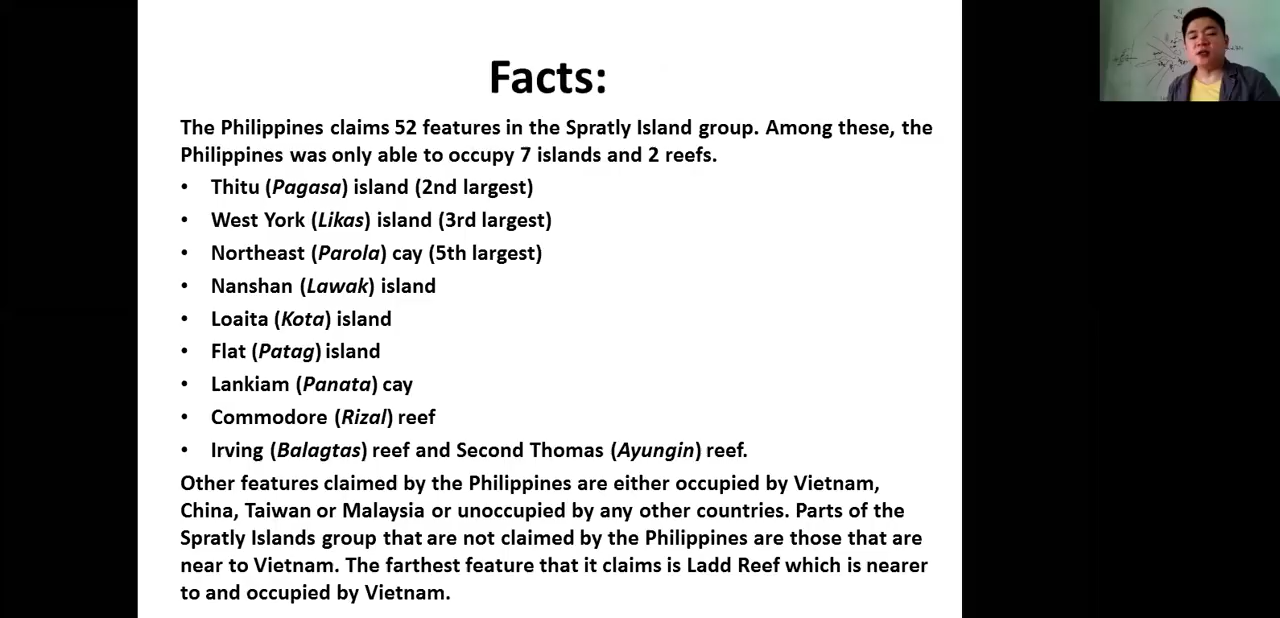 Facts:
The Philippines claims 52 features in the Spratly Island group. Among these, the
Philippines was only able to occupy 7 islands and 2 reefs.
• Thitu (Pagasa) island (2nd largest)
• West York (Likas) island (3rd largest)
• Northeast (Parola) cay (5th largest)
• Nanshan (Lawak) island
• Loaita (Kota) island
• Flat (Patag) island
• Lankiam (Panata) cay
• Commodore (Rizal) reef
• Irving (Balagtas) reef and Second Thomas (Ayungin) reef.
Other features claimed by the Philippines are either occupied by Vietnam,
China, Taiwan or Malaysia or unoccupied by any other countries. Parts of the
Spratly Islands group that are not claimed by the Philippines are those that are
near to Vietnam. The farthest feature that it claims is Ladd Reef which is nearer
to and occupied by Vietnam.